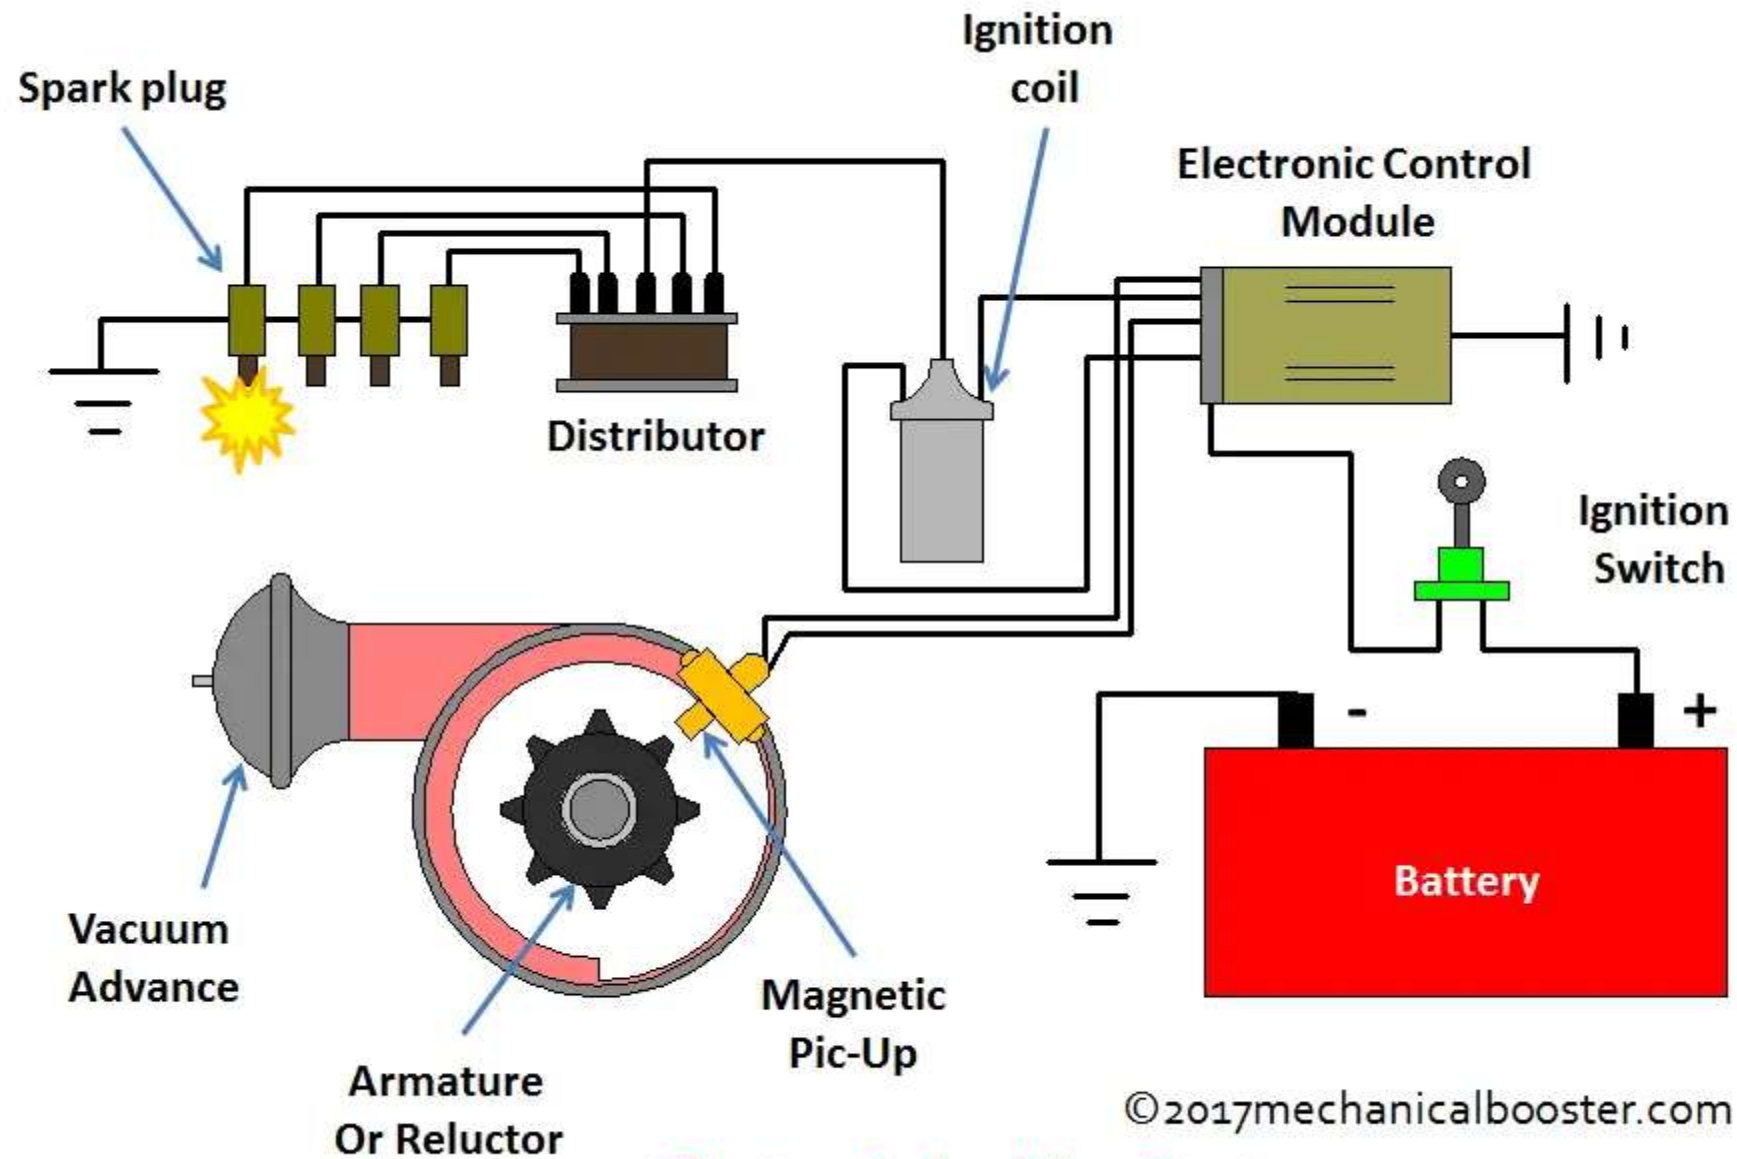 Ignition
coil
Spark plug
Electronic Control
Module
Distributor
Ignition
Switch
-
+
Battery
Vacuum
Advance
Magnetic
Pic-Up
Armature
Or Reluctor
©2017mechanicalbooster.com